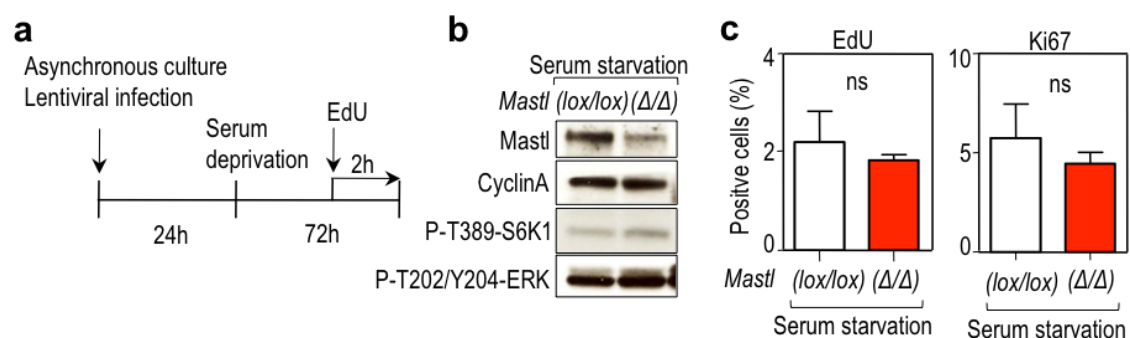 a
Asynchronous culture
Lentiviral infection
Serum
deprivation
EdU
2h
24h
72h
b
Serum starvation
Mastl (lox/lox) (Δ/Δ)
Mastl
CyclinA
P-T389-S6K1
P-T202/Y204-ERK
c
EdU
4
2
0
Positve cells (%)
ns
Mastl (lox/lox) (Δ/Δ)
Serum starvation
Ki67
10
5
0
ns
(lox/lox) (Δ/Δ)
Serum starvation